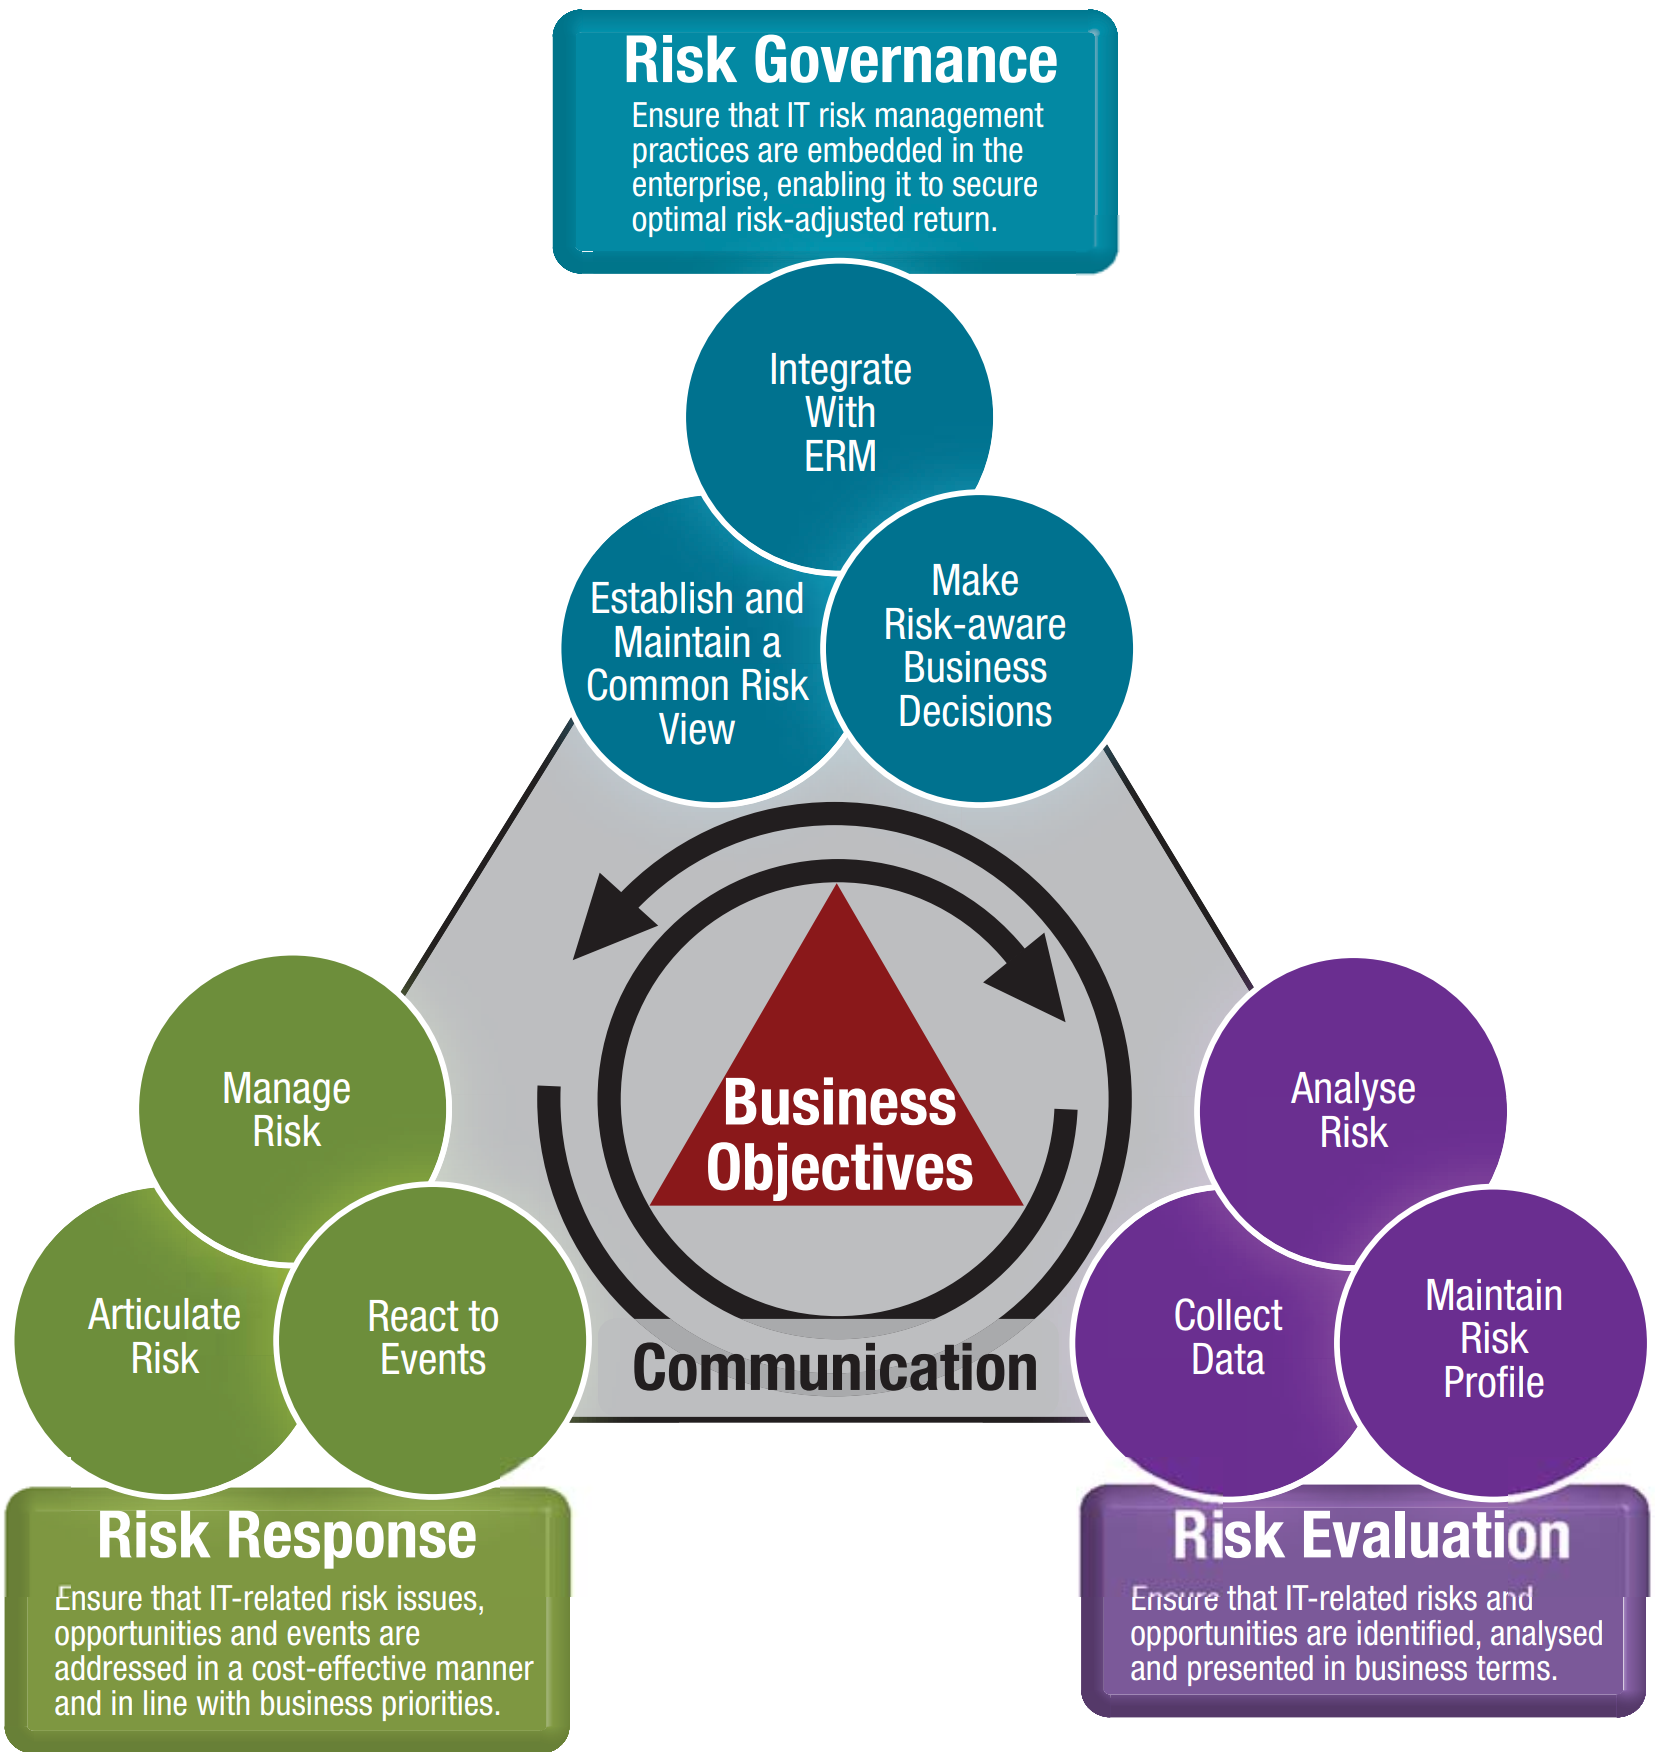 Risk Governance
Ensure that IT risk management
practices are embedded in the
enterprise, enabling it to secure
optimal risk-adjusted return.
Integrate
With
ERM
Establish and
Maintain a
Common Risk
View
Make
Risk-aware
Business
Decisions
Business
Objectives
Communication
Manage
Risk
Articulate
Risk
React to
Events
Analyse
Risk
Collect
Data
Maintain
Risk
Profile
Risk Response
Ensure that IT-related risk issues,
opportunities and events are
addressed in a cost-effective manner
and in line with business priorities.
Risk Evaluation
Ensure that IT-related risks and
opportunities are identified, analysed
and presented in business terms.